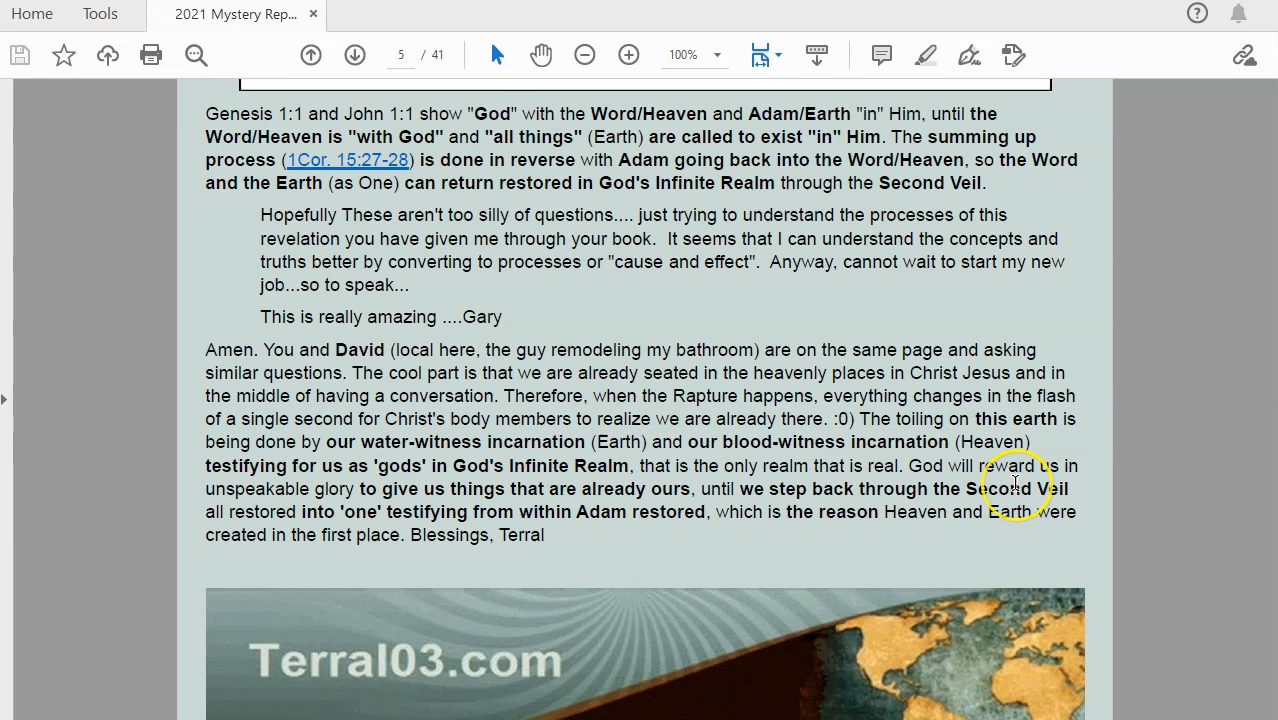 Home Tools 2021 Mystery Rep... ×
5 / 41 100%
Genesis 1:1 and John 1:1 show "God" with the Word/Heaven and Adam/Earth "in" Him, until the
Word/Heaven is "with God" and "all things" (Earth) are called to exist "in" Him. The summing up
process (1Cor. 15:27-28) is done in reverse with Adam going back into the Word/Heaven, so the Word
and the Earth (as One) can return restored in God's Infinite Realm through the Second Veil.
Hopefully These aren't too silly of questions.... just trying to understand the processes of this
revelation you have given me through your book. It seems that I can understand the concepts and
truths better by converting to processes or "cause and effect". Anyway, cannot wait to start my new
job...so to speak...
This is really amazing ....Gary
Amen. You and David (local here, the guy remodeling my bathroom) are on the same page and asking
similar questions. The cool part is that we are already seated in the heavenly places in Christ Jesus and in
the middle of having a conversation. Therefore, when the Rapture happens, everything changes in the flash
of a single second for Christ's body members to realize we are already there. :0) The toiling on this earth is
being done by our water-witness incarnation (Earth) and our blood-witness incarnation (Heaven)
testifying for us as 'gods' in God's Infinite Realm, that is the only realm that is real. God will reward us in
unspeakable glory to give us things that are already ours, until we step back through the Second Veil
all restored into 'one' testifying from within Adam restored, which is the reason Heaven and Earth were
created in the first place. Blessings, Terral
Terral03.com